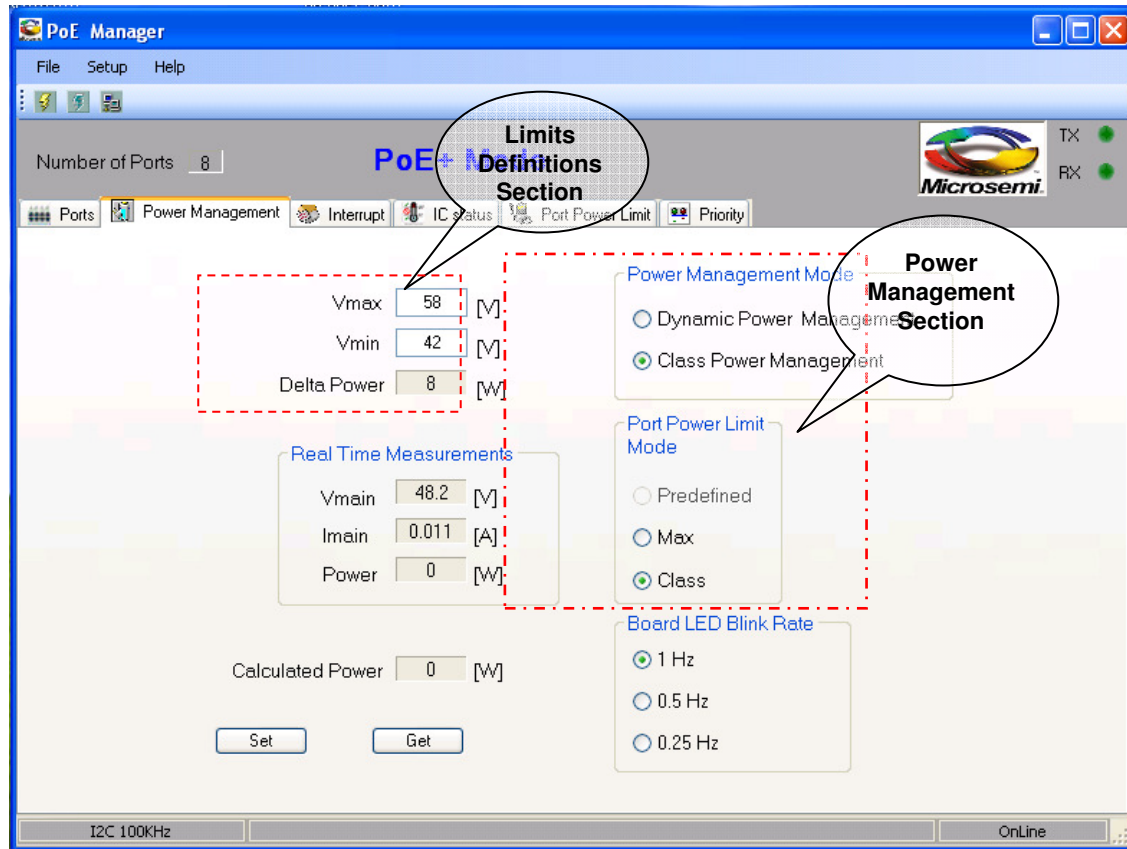 PoE Manager
File Setup Help
Number of Ports 8
PoE+
Limits
Definitions
Section
TX
RX
Microsemi.
Ports Power Management Interrupt IC status Port Power Limit Priority
Vmax 58 [V]
Vmin 42 [V]
Delta Power 8 [W]
Real Time Measurements
Vmain 48.2 [V]
Imain 0.011 [A]
Power 0 [W]
Calculated Power 0 [W]
Set Get
Power Management Mode
Dynamic Power Management
Class Power Management
Power
Management
Section
Port Power Limit
Mode
Predefined
Max
Class
Board LED Blink Rate
1 Hz
0.5 Hz
0.25 Hz
I2C 100KHz
OnLine